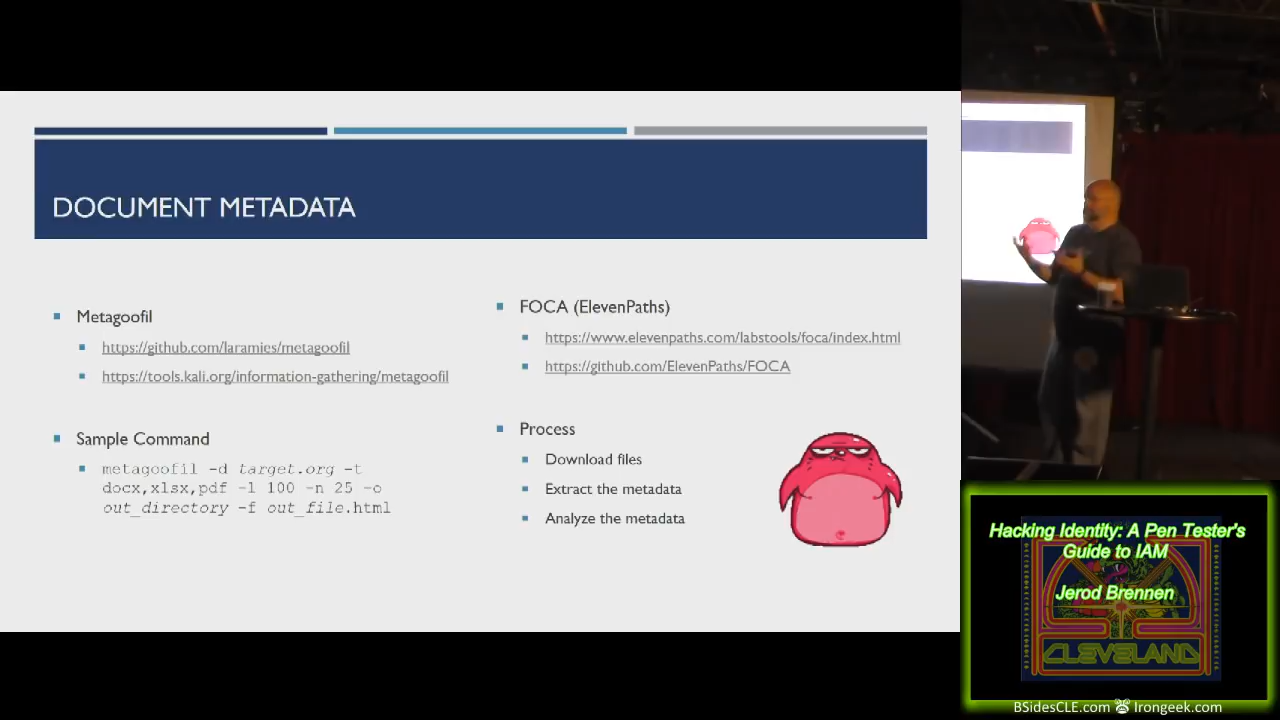 DOCUMENT METADATA
Metagoofil
https://github.com/laramies/metagoofil
https://tools.kali.org/information-gathering/metagoofil
Sample Command
metagoofil -d target.org -t
docx,xlsx,pdf -l 100 -n 25 -o
out_directory -f out_file.html
FOCA (ElevenPaths)
https://www.elevenpaths.com/labstools/foca/index.html
https://github.com/ElevenPaths/FOCA
Process
Download files
Extract the metadata
Analyze the metadata
Hacking Identity: A Pen Tester's
Guide to IAM
Jerod Brennen
CLEVELAND
BSidesCLE.com Irongeek.com